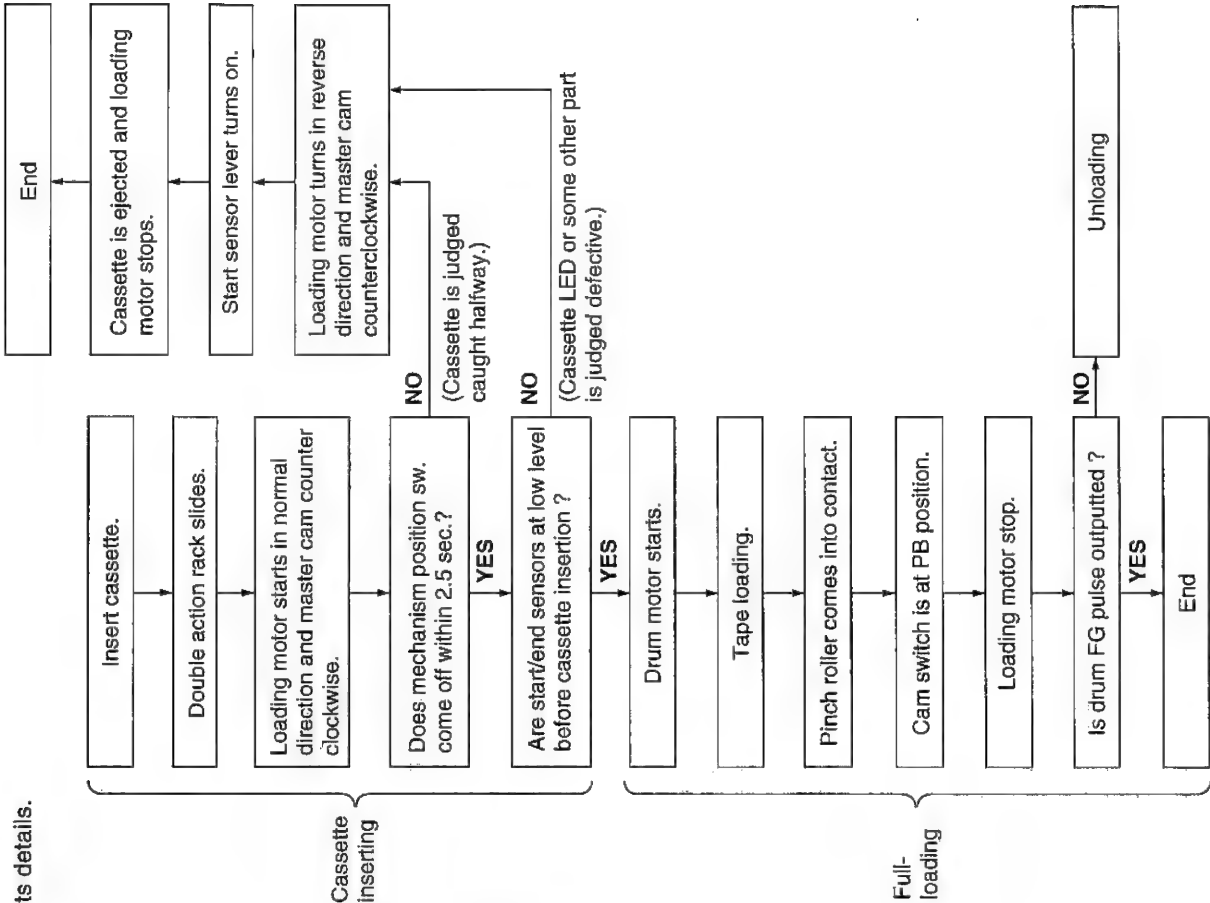 ts details.
Cassette
inserting
Insert cassette.
Double action rack slides.
Loading motor starts in normal
direction and master cam counter
clockwise.
Does mechanism position sw.
come off within 2.5 sec.?
YES
NO
(Cassette is judged
caught halfway.)
Are start/end sensors at low level
before cassette insertion ?
YES
NO
(Cassette LED or some other part
is judged defective.)
Loading motor turns in reverse
direction and master cam
counterclockwise.
Start sensor lever turns on.
Cassette is ejected and loading
motor stops.
End
Full-
loading
Drum motor starts.
Tape loading.
Pinch roller comes into contact.
Cam switch is at PB position.
Loading motor stop.
Is drum FG pulse outputted ?
YES
NO
Unloading
End